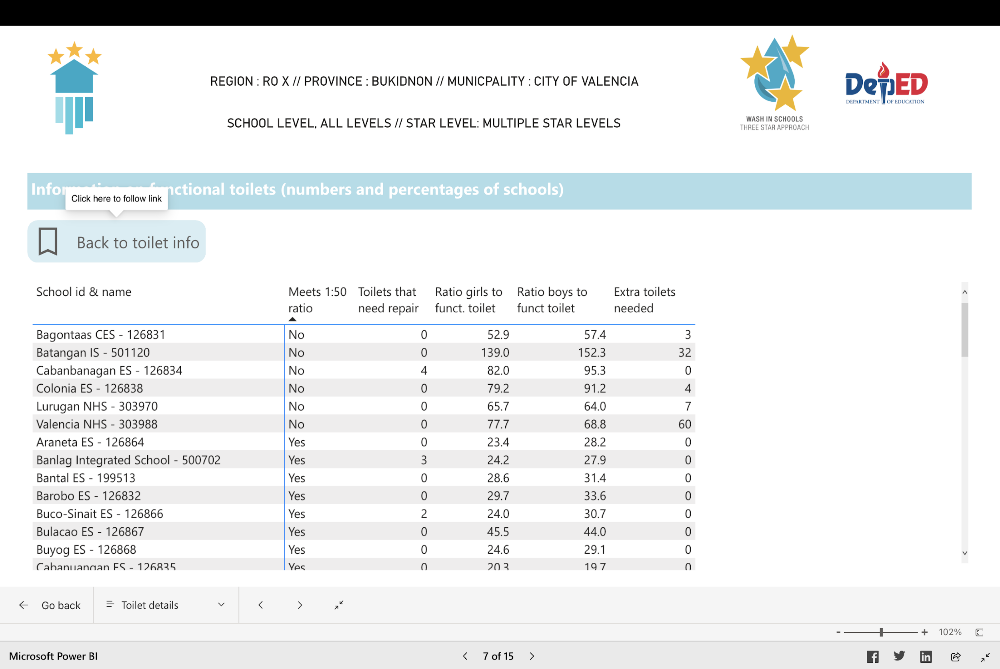 REGION : RO X // PROVINCE : BUKIDNON // MUNICPALITY : CITY OF VALENCIA
SCHOOL LEVEL, ALL LEVELS // STAR LEVEL: MULTIPLE STAR LEVELS
WASH IN SCHOOLS
THREE STAR APPROACH
DepED
DEPARTMENT OF EDUCATION
functional toilets (numbers and percentages of schools)
Click here to follow link
Back to toilet info
School id & name Meets 1:50 ratio Toilets that need repair Ratio girls to funct. toilet Ratio boys to funct toilet Extra toilets needed
Bagontaas CES - 126831 No 0 52.9 57.4 3
Batangan IS - 501120 No 0 139.0 152.3 32
Cabanbanagan ES - 126834 No 4 82.0 95.3 0
Colonia ES - 126838 No 0 79.2 91.2 4
Lurugan NHS - 303970 No 0 65.7 64.0 7
Valencia NHS - 303988 No 0 77.7 68.8 60
Araneta ES - 126864 Yes 0 23.4 28.2 0
Banlag Integrated School - 500702 Yes 3 24.2 27.9 0
Bantal ES - 199513 Yes 0 28.6 31.4 0
Barobo ES - 126832 Yes 0 29.7 33.6 0
Buco-Sinait ES - 126866 Yes 2 24.0 30.7 0
Bulacao ES - 126867 Yes 0 45.5 44.0 0
Buyog ES - 126868 Yes 0 24.6 29.1 0
Cabanuangan ES - 126835 Yes 0 20.3 19.7 0
Go back Toilet details
- + 102%
Microsoft Power BI 7 of 15